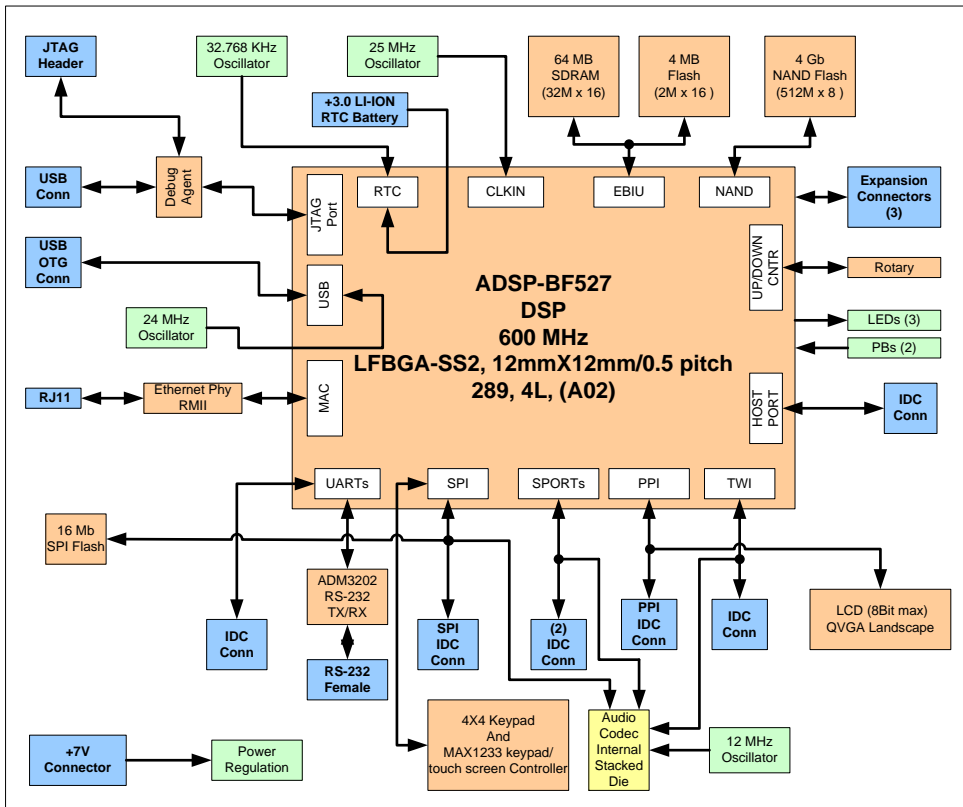 JTAG
Header
32.768 KHz
Oscillator
25 MHz
Oscillator
+3.0 LI-ION
RTC Battery
64 MB
SDRAM
(32M x 16)
4 MB
Flash
(2M x 16 )
4 Gb
NAND Flash
(512M x 8 )
USB
Conn
Debug
Agent
JTAG
Port
RTC
CLKIN
EBIU
NAND
Expansion
Connectors
(3)
USB
OTG
Conn
USB
UP/DOWN
CNTR
Rotary
24 MHz
Oscillator
ADSP-BF527
DSP
600 MHz
LFBGA-SS2, 12mmX12mm/0.5 pitch
289, 4L, (A02)
LEDs (3)
PBs (2)
RJ11
Ethernet Phy
RMII
MAC
HOST
PORT
IDC
Conn
UARTs
SPI
SPORTs
PPI
TWI
16 Mb
SPI Flash
ADM3202
RS-232
TX/RX
IDC
Conn
RS-232
Female
SPI
IDC
Conn
(2)
IDC
Conn
PPI
IDC
Conn
IDC
Conn
LCD (8Bit max)
QVGA Landscape
+7V
Connector
Power
Regulation
4X4 Keypad
And
MAX1233 keypad/
touch screen Controller
Audio
Codec
Internal
Stacked
Die
12 MHz
Oscillator